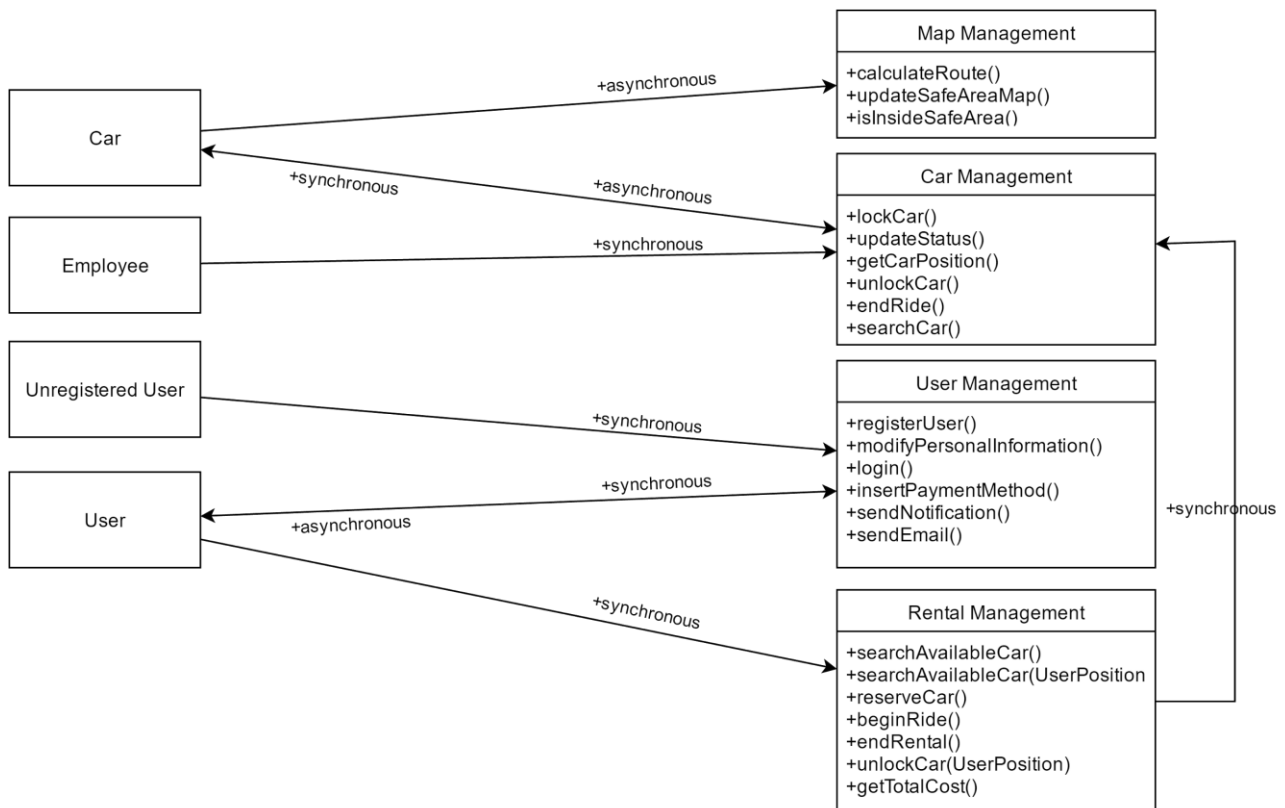 Map Management
+calculateRoute()
+updateSafeAreaMap()
+isInsideSafeArea()
+asynchronous
Car
+synchronous
+asynchronous
Car Management
+lockCar()
+updateStatus()
+getCarPosition()
+unlockCar()
+endRide()
+searchCar()
Employee
+synchronous
Unregistered User
+synchronous
User Management
+registerUser()
+modifyPersonalInformation()
+login()
+insertPaymentMethod()
+sendNotification()
+sendEmail()
User
+synchronous
+asynchronous
+synchronous
+synchronous
Rental Management
+searchAvailableCar()
+searchAvailableCar(UserPosition
+reserveCar()
+beginRide()
+endRental()
+unlockCar(UserPosition)
+getTotalCost()